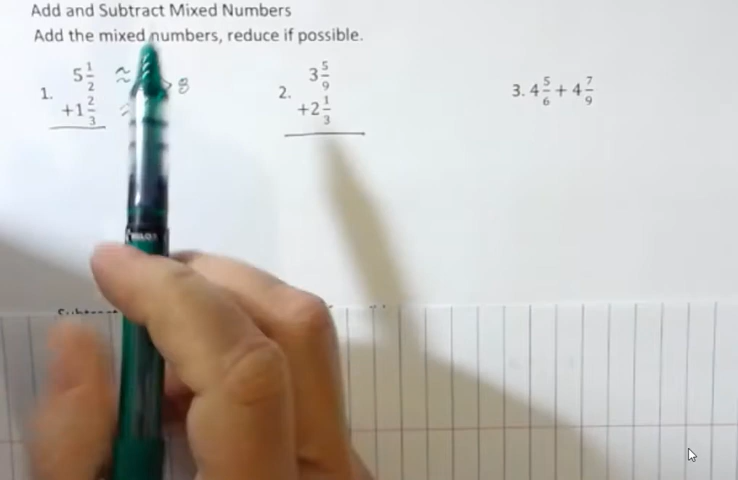 Add and Subtract Mixed Numbers
Add the mixed numbers, reduce if possible.
1. 5 1/2 ≈ > 8
+1 2/3 ≈
2. 3 5/9
+2 1/3
3. 4 5/6 + 4 7/9